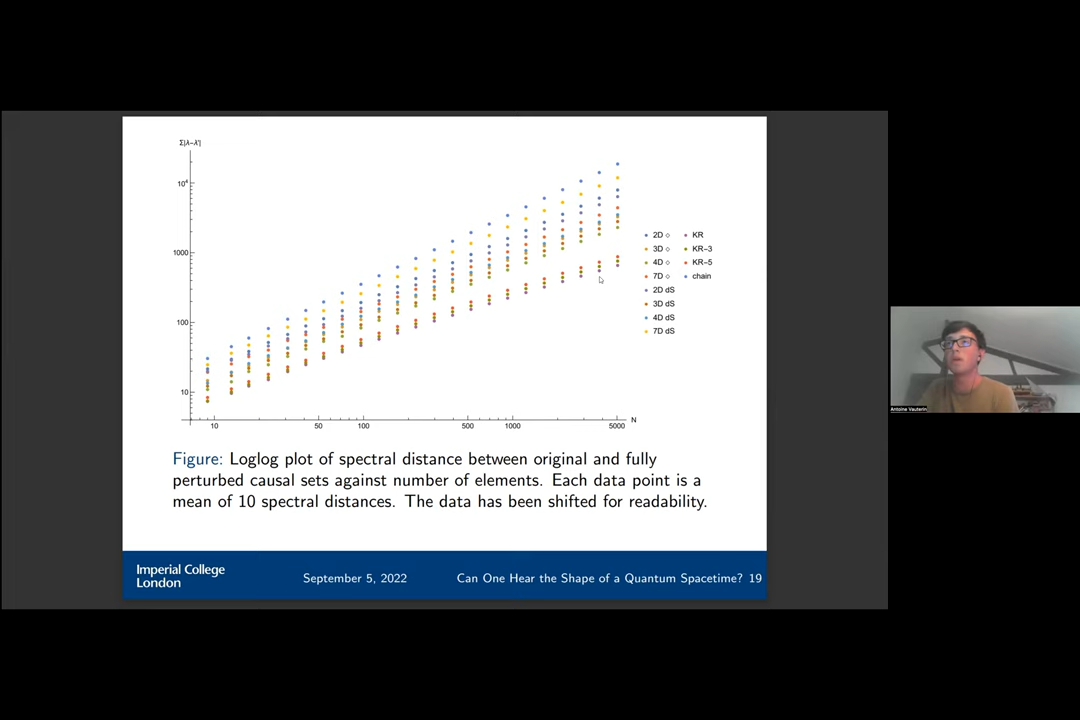 Σ|λ-λ'|
10⁴
1000
100
10
10 50 100 500 1000 5000 N
2D ◇ KR
3D ◇ KR-3
4D ◇ KR-5
7D ◇ chain
2D dS
3D dS
4D dS
7D dS
Figure: Loglog plot of spectral distance between original and fully
perturbed causal sets against number of elements. Each data point is a
mean of 10 spectral distances. The data has been shifted for readability.
Imperial College
London
September 5, 2022 Can One Hear the Shape of a Quantum Spacetime? 19
Antoine Vauterin